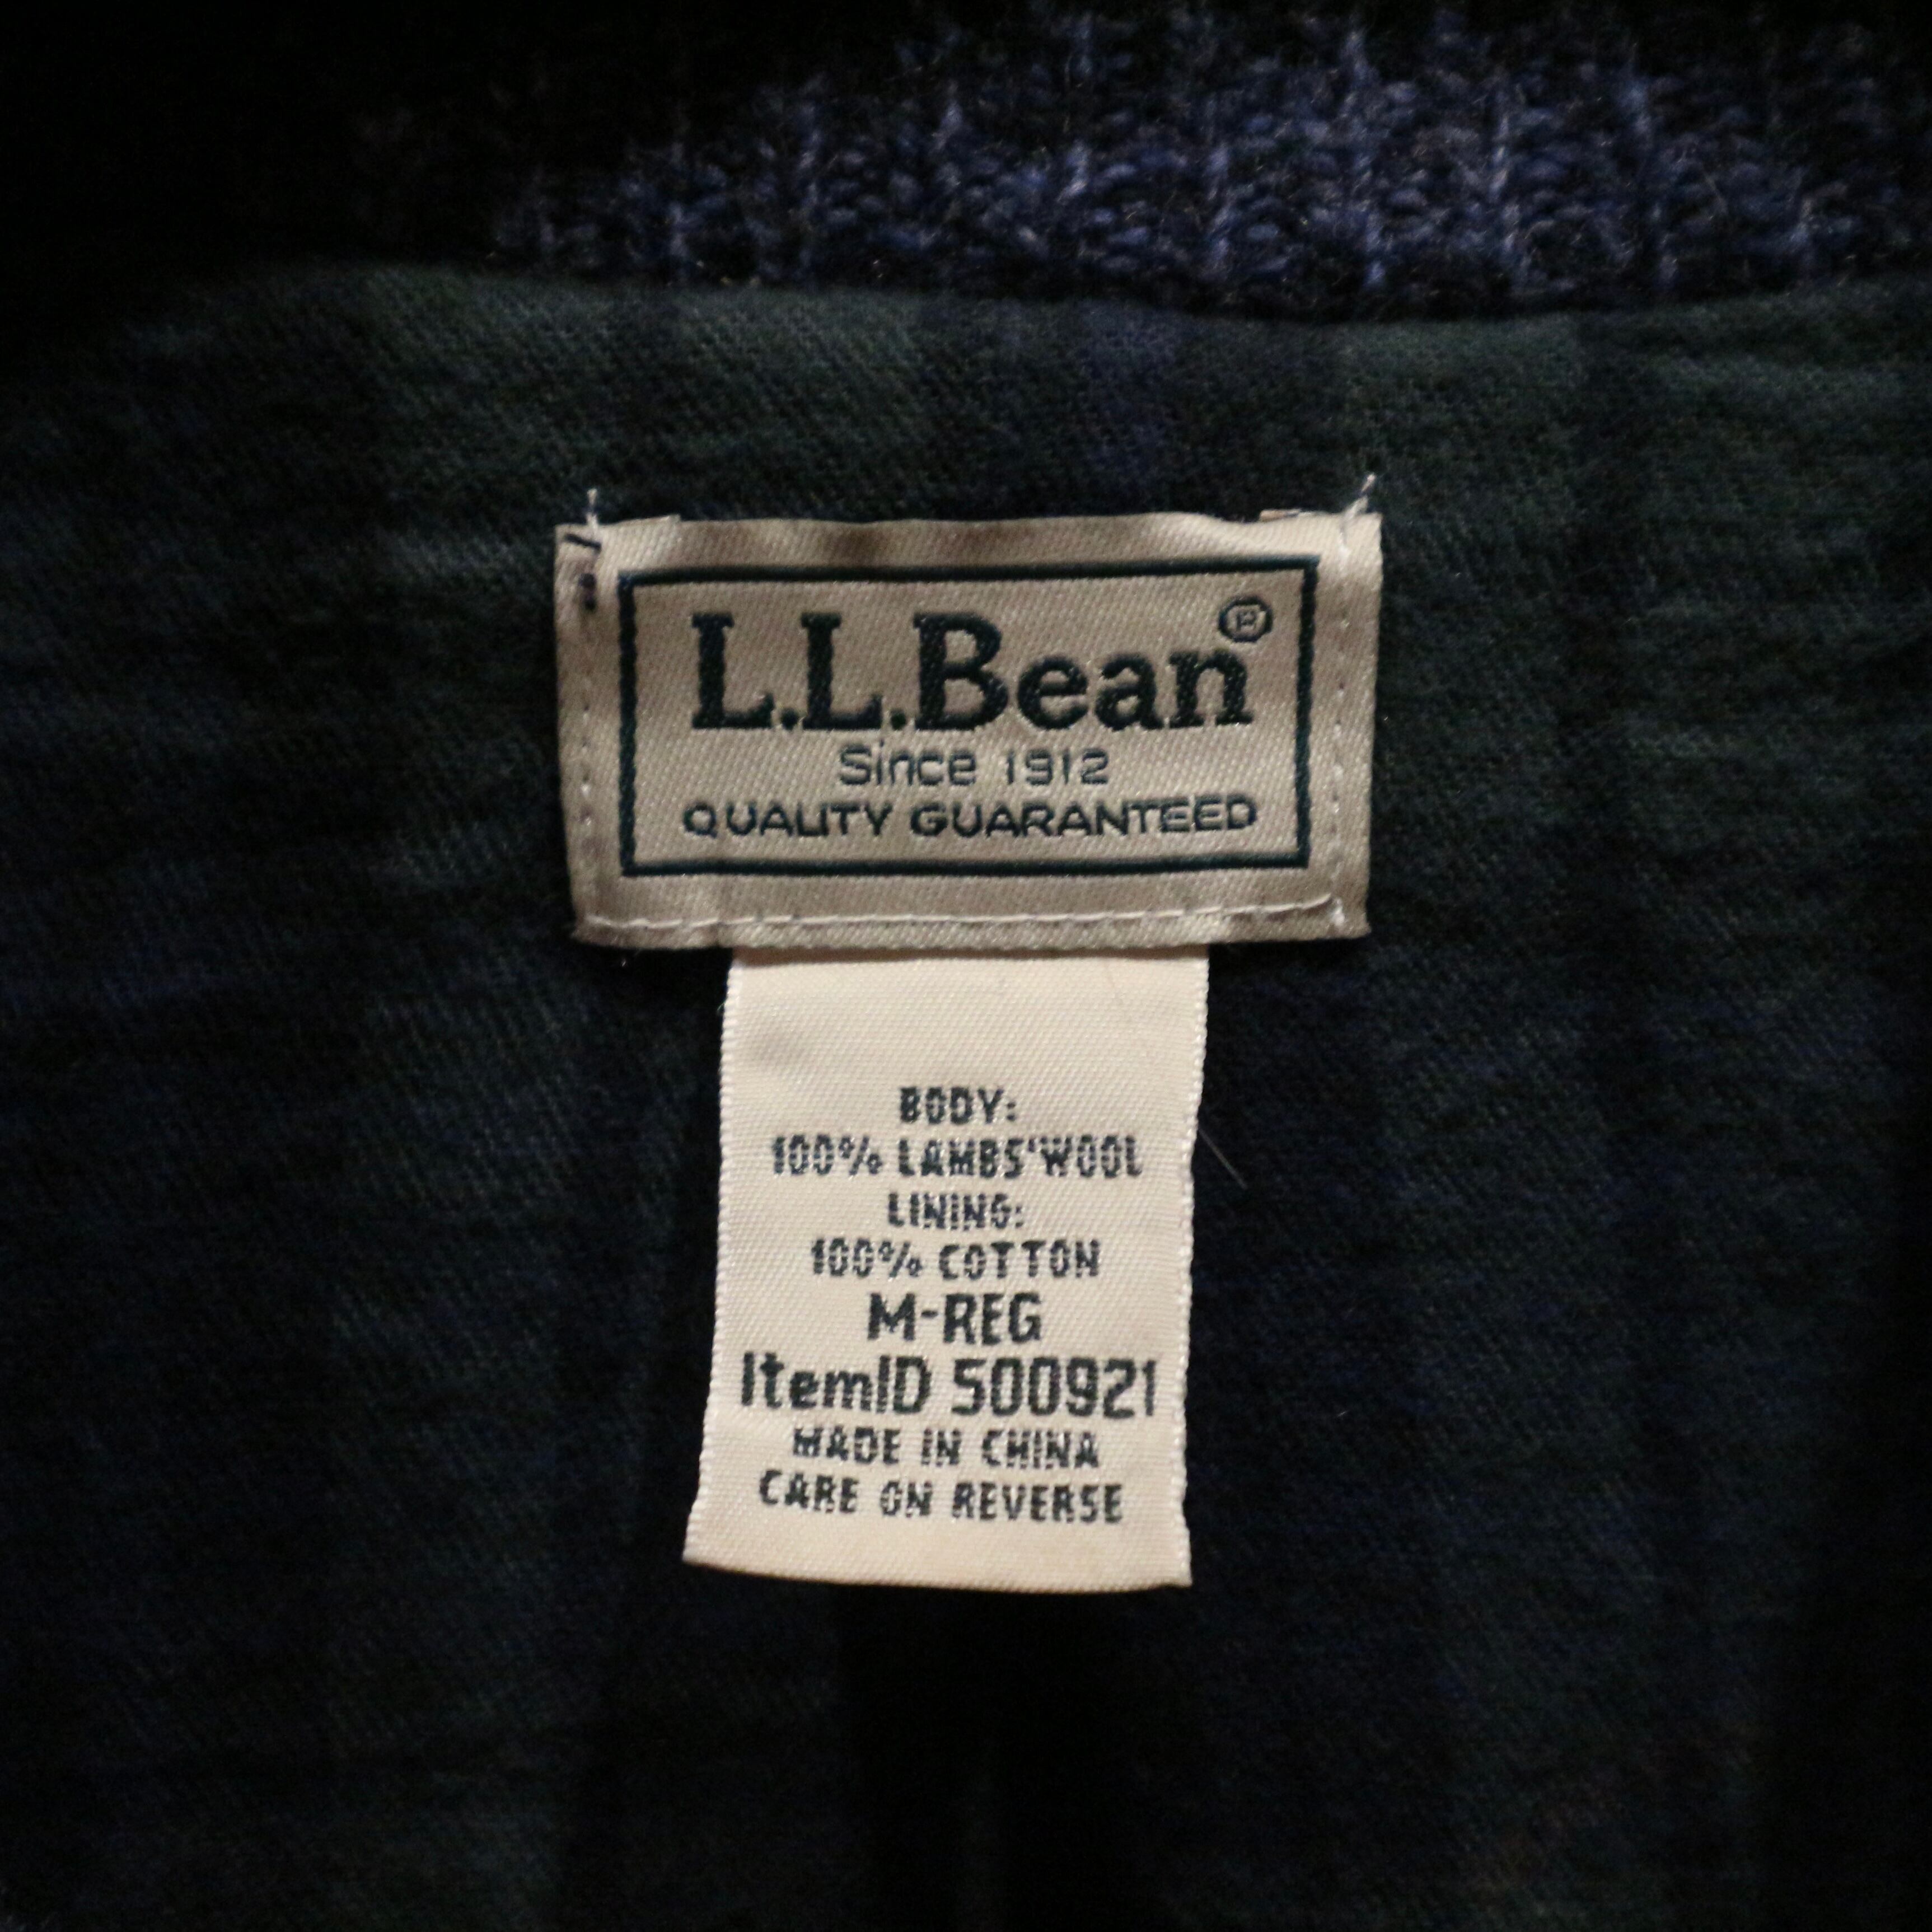 L.L.Bean®
Since 1912
QUALITY GUARANTEED
BODY:
100% LAMBS'WOOL
LINING:
100% COTTON
M-REG
ItemID 500921
MADE IN CHINA
CARE ON REVERSE